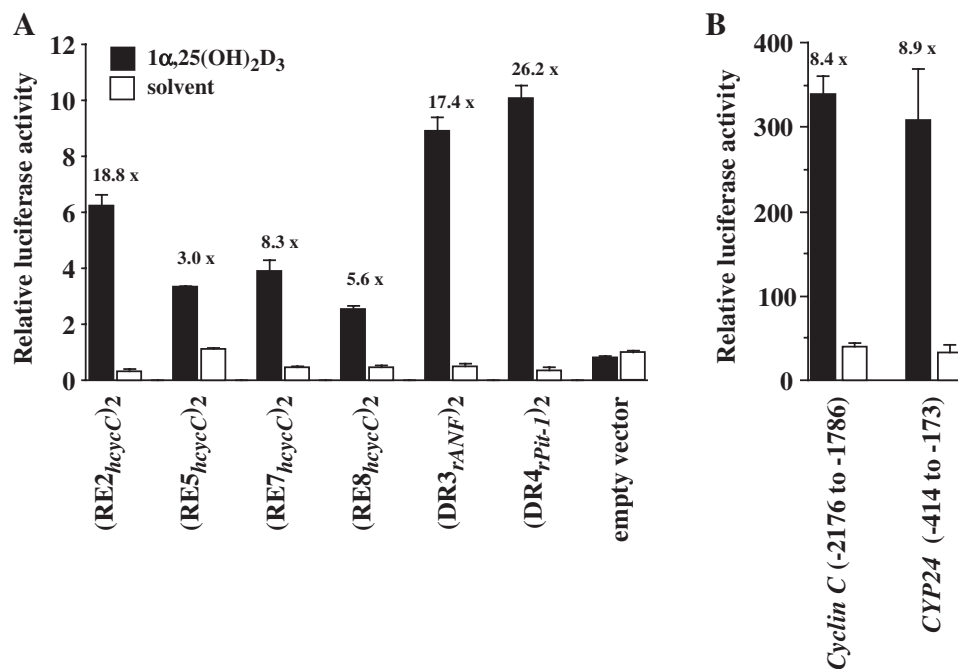 A
1α,25(OH)2D3
solvent
Relative luciferase activity
12
10
8
6
4
2
0
18.8 x
3.0 x
8.3 x
5.6 x
17.4 x
26.2 x
(RE2hcycC)2
(RE5hcycC)2
(RE7hcycC)2
(RE8hcycC)2
(DR3rANF)2
(DR4rPit-1)2
empty vector
B
Relative luciferase activity
400
300
200
100
0
8.4 x
8.9 x
Cyclin C (-2176 to -1786)
CYP24 (-414 to -173)